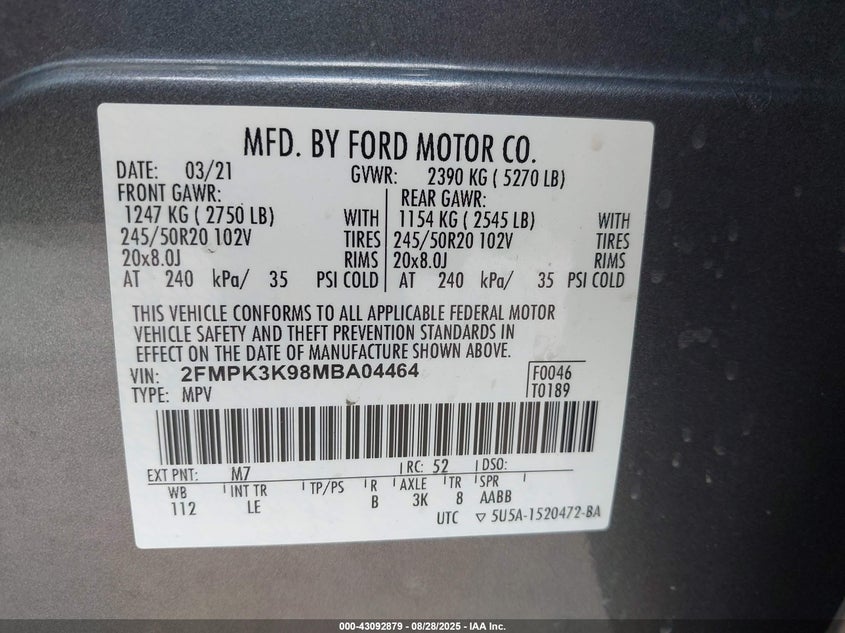 MFD. BY FORD MOTOR CO.
DATE: 03/21 GVWR: 2390 KG ( 5270 LB)
FRONT GAWR: REAR GAWR:
1247 KG ( 2750 LB) WITH 1154 KG ( 2545 LB) WITH
245/50R20 102V TIRES 245/50R20 102V TIRES
20x8.0J RIMS 20x8.0J RIMS
AT 240 kPa/ 35 PSI COLD AT 240 kPa/ 35 PSI COLD
THIS VEHICLE CONFORMS TO ALL APPLICABLE FEDERAL MOTOR
VEHICLE SAFETY AND THEFT PREVENTION STANDARDS IN
EFFECT ON THE DATE OF MANUFACTURE SHOWN ABOVE.
VIN: 2FMPK3K98MBA04464 F0046
TYPE: MPV T0189
EXT PNT: M7 RC: 52 DSO:
WB INT TR TP/PS R AXLE TR SPR
112 LE B 3K 8 AABB
UTC ▽ 5U5A-1520472-BA
000-43092879 - 08/28/2025 - IAA Inc.